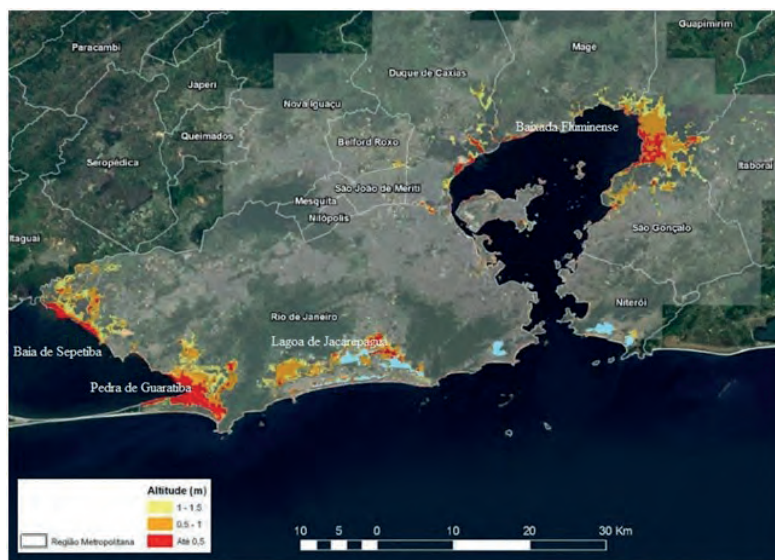 Guapimirim
Paracambi
Magé
Duque de Caxias
Japeri
Nova Iguaçu
Baixada Fluminense
Queimados
Belford Roxo
Seropédica
Itaboraí
São João de Meriti
Mesquita
Nilópolis
São Gonçalo
Itaguaí
Niterói
Rio de Janeiro
Lagoa de Jacarepaguá
Baia de Sepetiba
Pedra de Guaratiba
Altitude (m)
1 - 1,5
0,5 - 1
Região Metropolitana
Até 0,5
10 5 0 10 20 30 Km